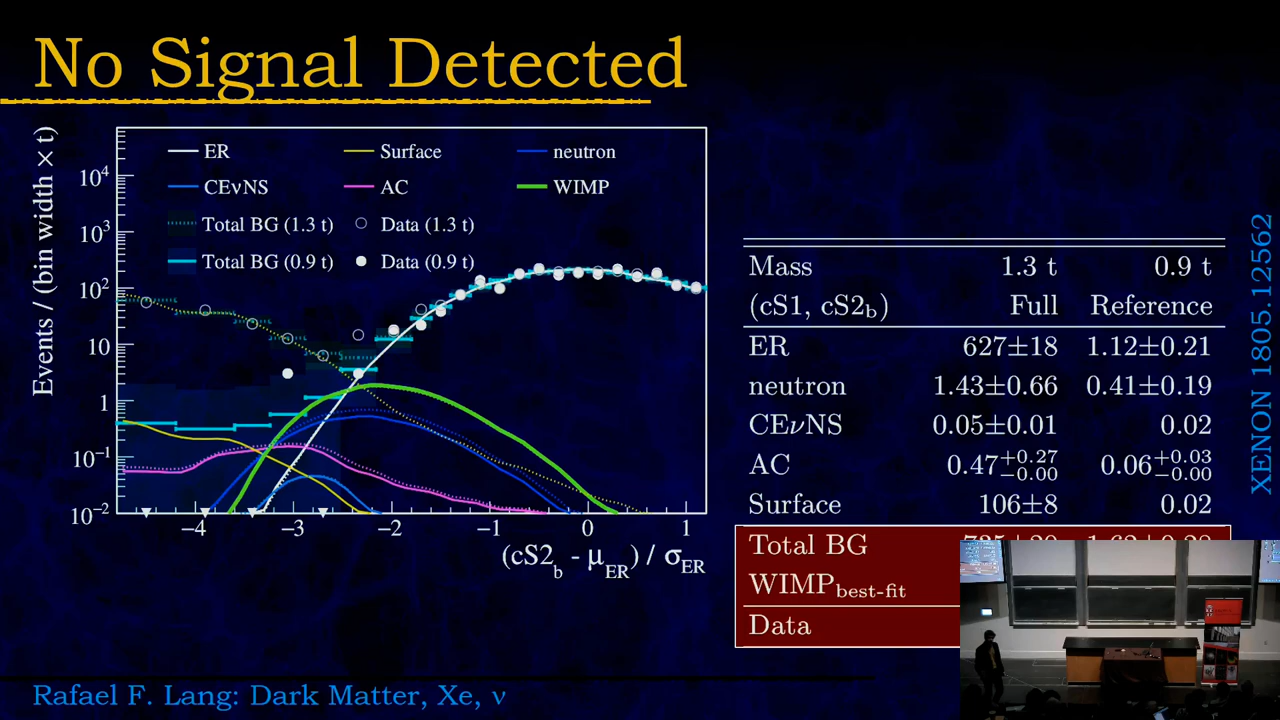 No Signal Detected
Events / (bin width × t)
ER
Surface
neutron
CEνNS
AC
WIMP
Total BG (1.3 t)
Data (1.3 t)
Total BG (0.9 t)
Data (0.9 t)
10⁴
10³
10²
10
1
10⁻¹
10⁻²
−4 −3 −2 −1 0 1
(cS2_b - μ_ER) / σ_ER
Mass 1.3 t 0.9 t
(cS1, cS2_b) Full Reference
ER 627±18 1.12±0.21
neutron 1.43±0.66 0.41±0.19
CEνNS 0.05±0.01 0.02
AC 0.47+0.27−0.00 0.06+0.03−0.00
Surface 106±8 0.02
Total BG
WIMP_best-fit
Data
XENON 1805.12562
Rafael F. Lang: Dark Matter, Xe, ν